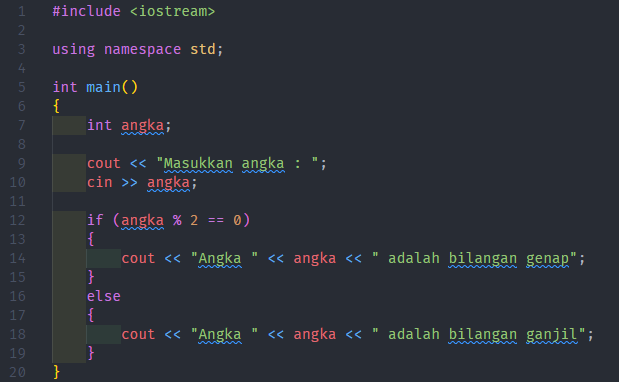 1 #include <iostream>
2
3 using namespace std;
4
5 int main()
6 {
7 int angka;
8
9 cout << "Masukkan angka : ";
10 cin >> angka;
11
12 if (angka % 2 == 0)
13 {
14 cout << "Angka " << angka << " adalah bilangan genap";
15 }
16 else
17 {
18 cout << "Angka " << angka << " adalah bilangan ganjil";
19 }
20 }